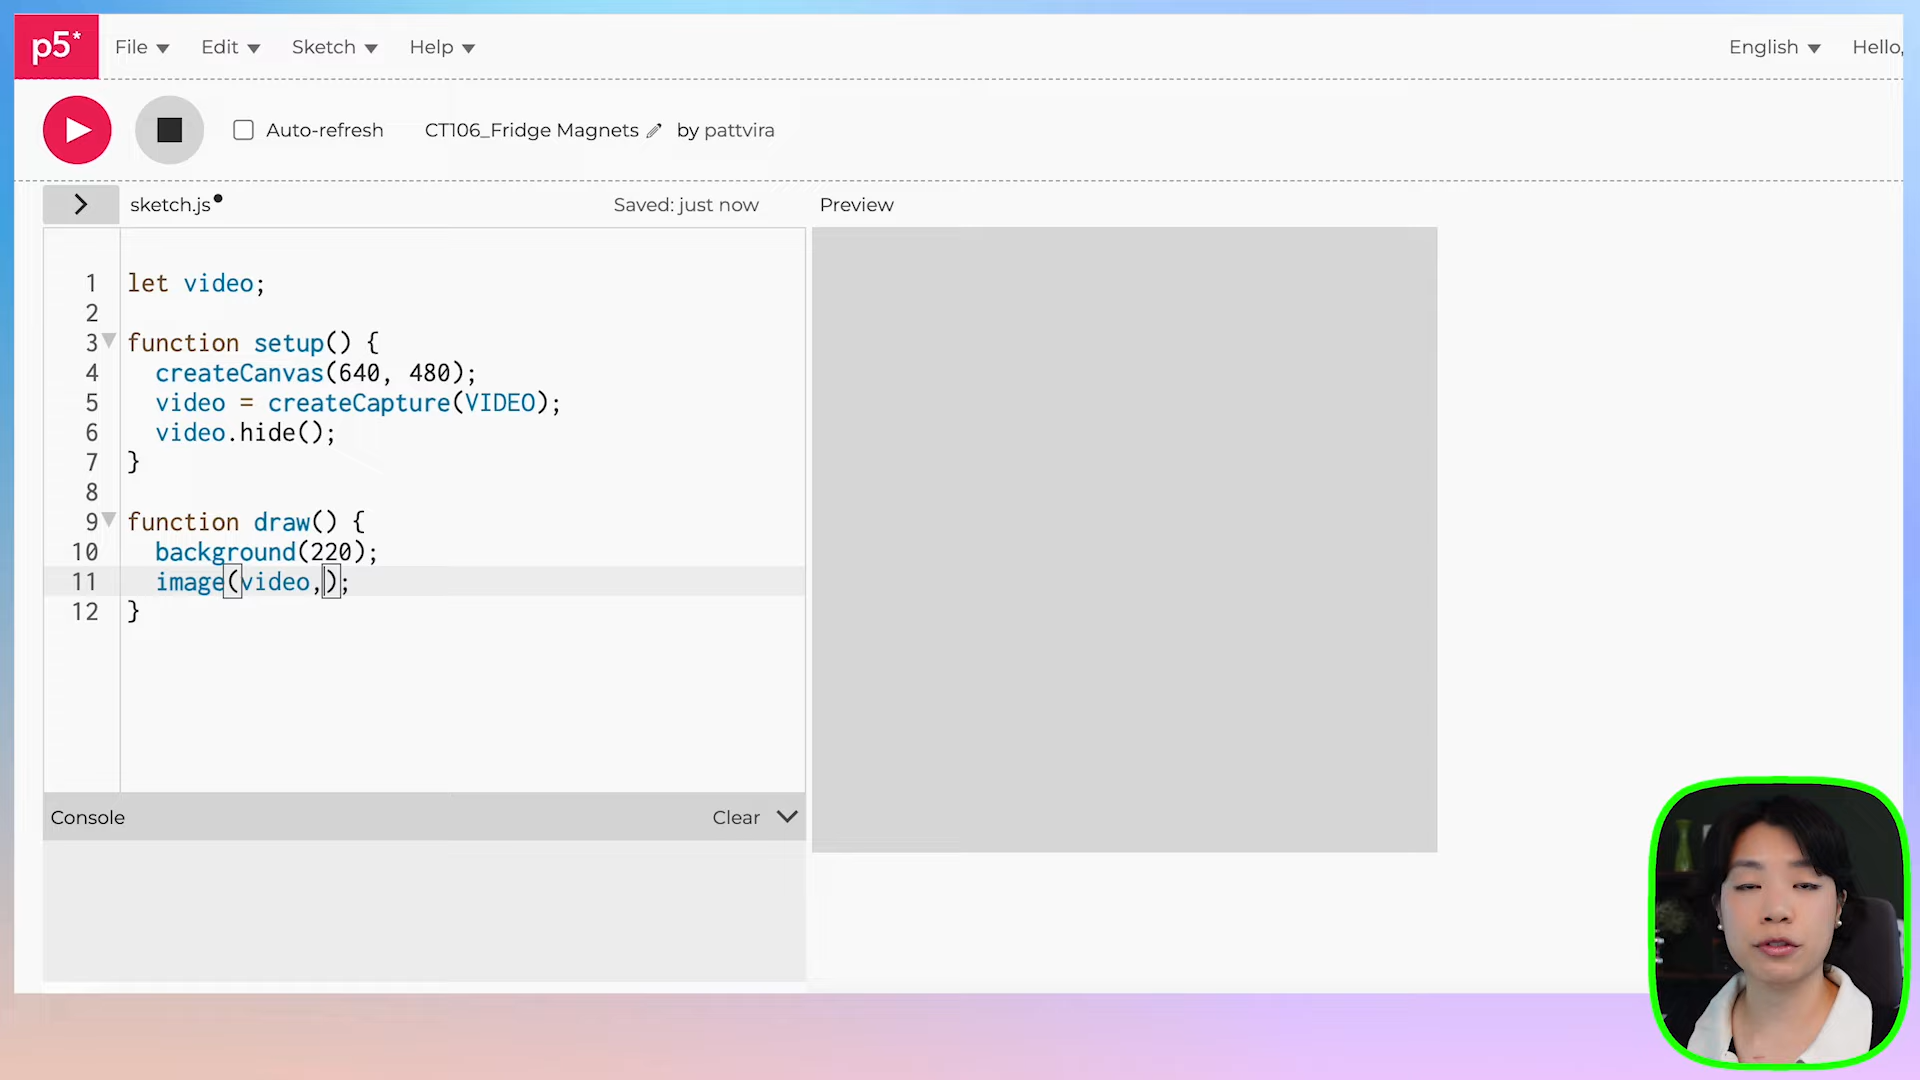 p5* File Edit Sketch Help English Hello,
Auto-refresh CT106_Fridge Magnets by pattvira
sketch.js Saved: just now Preview
1 let video;
2
3 function setup() {
4 createCanvas(640, 480);
5 video = createCapture(VIDEO);
6 video.hide();
7 }
8
9 function draw() {
10 background(220);
11 image(video,);
12 }
Console Clear